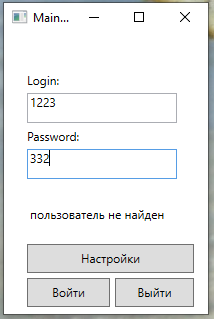 Main...
Login:
1223
Password:
332
пользователь не найден
Настройки
Войти Выйти